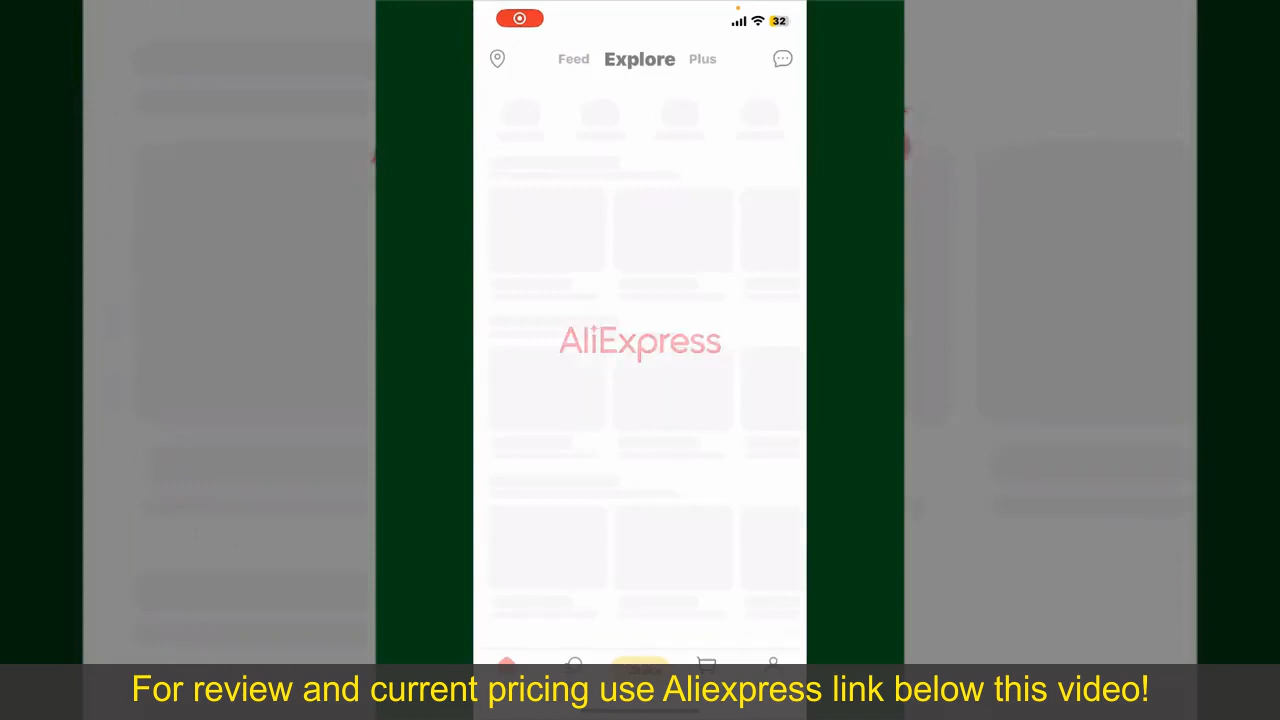 32
Feed Explore Plus
AliExpress
For review and current pricing use Aliexpress link below this video!